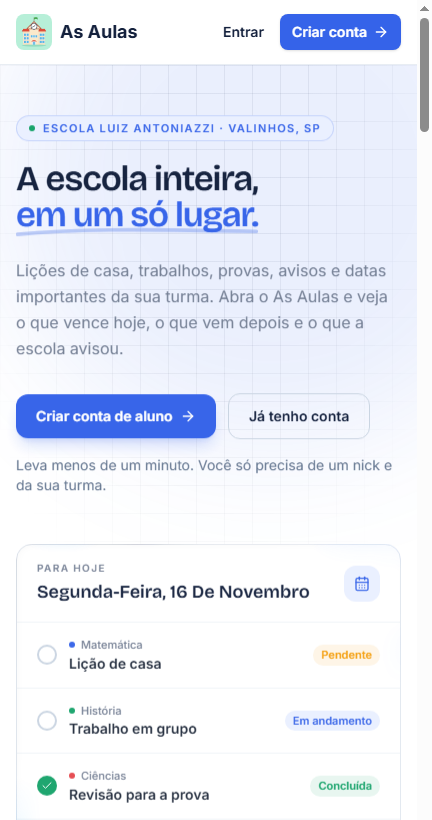 As Aulas
Entrar
Criar conta →
ESCOLA LUIZ ANTONIAZZI · VALINHOS, SP
A escola inteira,
em um só lugar.
Lições de casa, trabalhos, provas, avisos e datas
importantes da sua turma. Abra o As Aulas e veja
o que vence hoje, o que vem depois e o que a
escola avisou.
Criar conta de aluno →
Já tenho conta
Leva menos de um minuto. Você só precisa de um nick e
da sua turma.
PARA HOJE
Segunda-Feira, 16 De Novembro
Matemática
Lição de casa
Pendente
História
Trabalho em grupo
Em andamento
Ciências
Revisão para a prova
Concluída